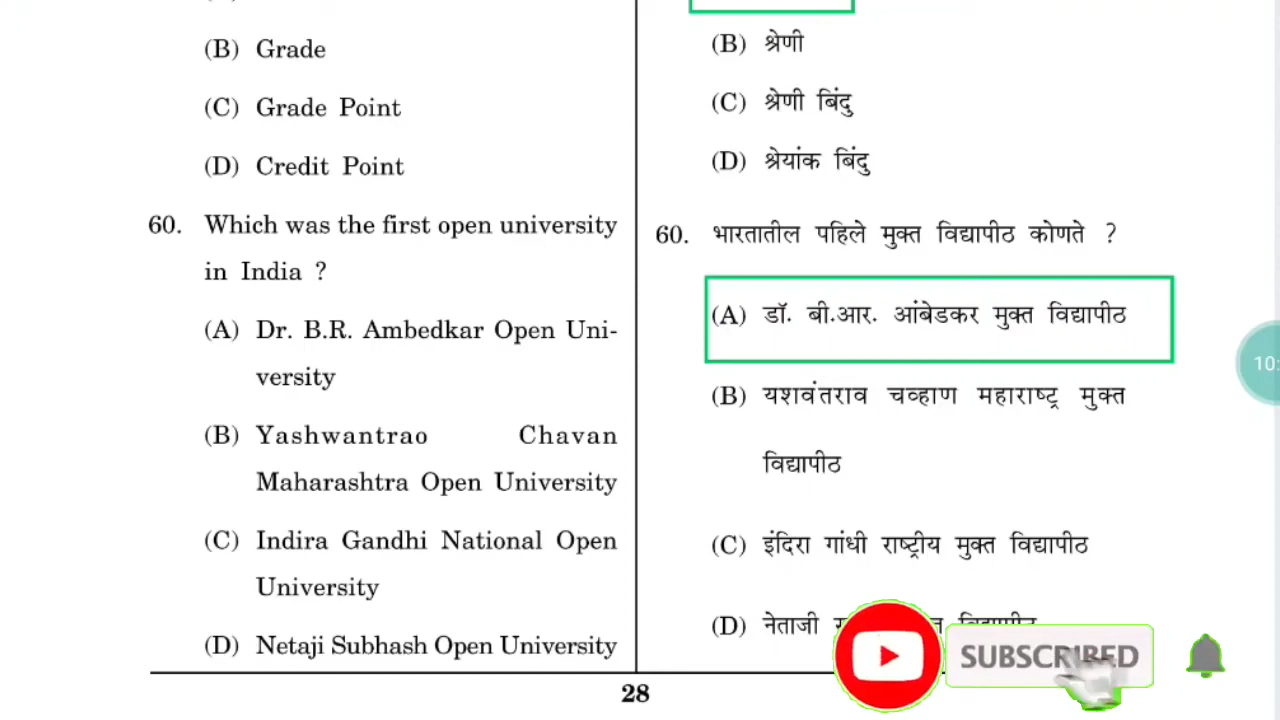 (B) Grade
(C) Grade Point
(D) Credit Point
60. Which was the first open university
in India ?
(A) Dr. B.R. Ambedkar Open Uni-
versity
(B) Yashwantrao Chavan
Maharashtra Open University
(C) Indira Gandhi National Open
University
(D) Netaji Subhash Open University
(B) श्रेणी
(C) श्रेणी बिंदु
(D) श्रेयांक बिंदु
60. भारतातील पहिले मुक्त विद्यापीठ कोणते ?
(A) डॉ. बी.आर. आंबेडकर मुक्त विद्यापीठ
(B) यशवंतराव चव्हाण महाराष्ट्र मुक्त
विद्यापीठ
(C) इंदिरा गांधी राष्ट्रीय मुक्त विद्यापीठ
(D) नेताजी विद्यापीठ
SUBSCRIBED
28
10: